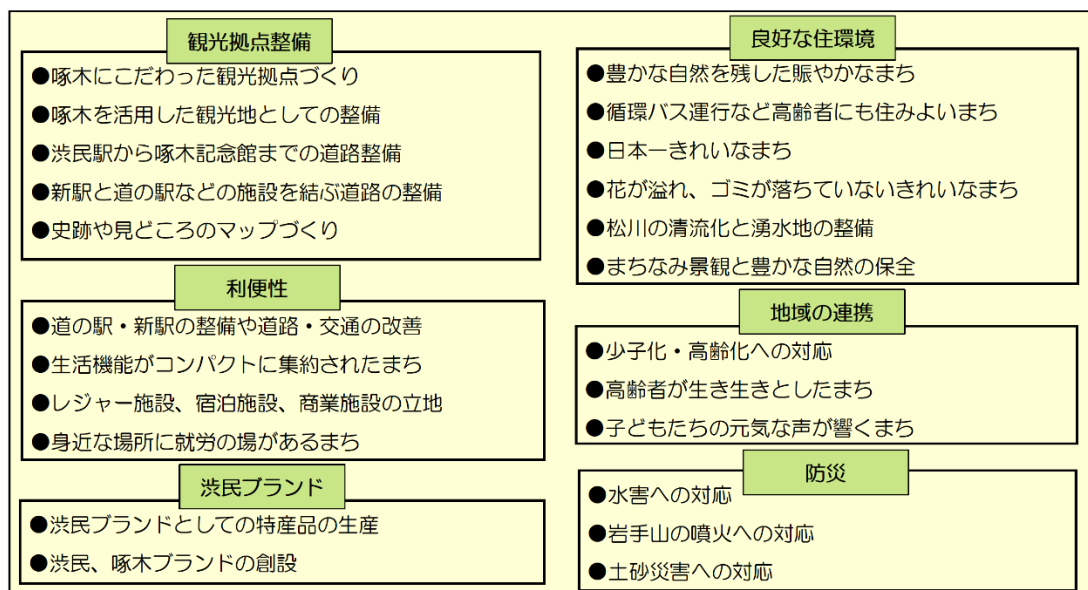 観光拠点整備
●啄木にこだわった観光拠点づくり
●啄木を活用した観光地としての整備
●渋民駅から啄木記念館までの道路整備
●新駅と道の駅などの施設を結ぶ道路の整備
●史跡や見どころのマップづくり
利便性
●道の駅・新駅の整備や道路・交通の改善
●生活機能がコンパクトに集約されたまち
●レジャー施設、宿泊施設、商業施設の立地
●身近な場所に就労の場があるまち
渋民ブランド
●渋民ブランドとしての特産品の生産
●渋民、啄木ブランドの創設
良好な住環境
●豊かな自然を残した賑やかなまち
●循環バス運行など高齢者にも住みよいまち
●日本一きれいなまち
●花が溢れ、ゴミが落ちていないきれいなまち
●松川の清流化と湧水地の整備
●まちなみ景観と豊かな自然の保全
地域の連携
●少子化・高齢化への対応
●高齢者が生き生きとしたまち
●子どもたちの元気な声が響くまち
防災
●水害への対応
●岩手山の噴火への対応
●土砂災害への対応